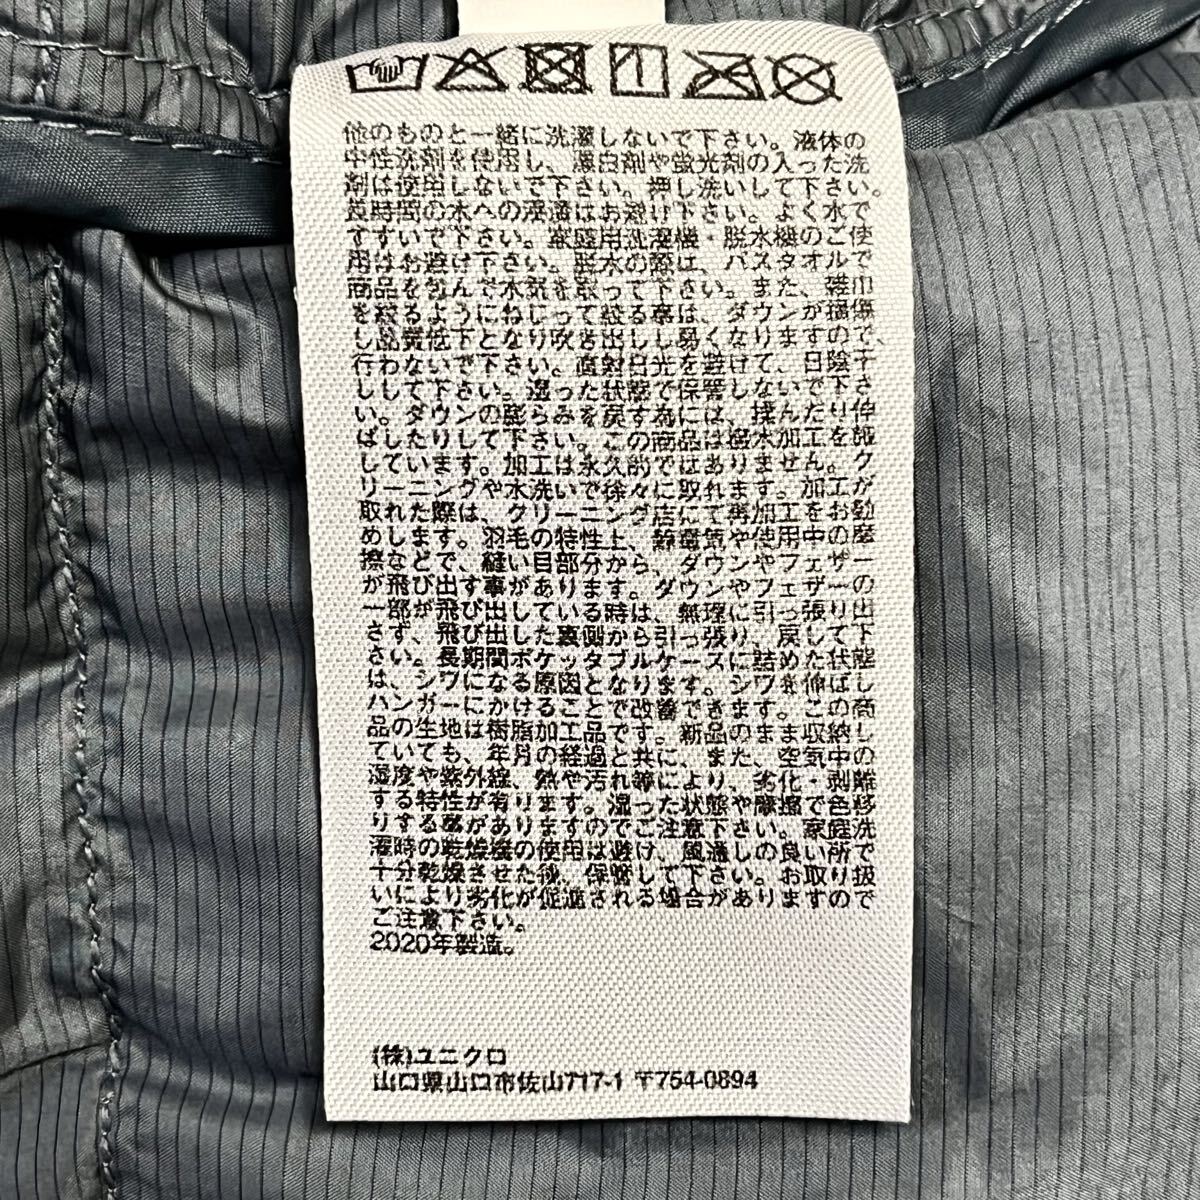 他のものと一緒に洗濯しないで下さい。液体の
中性洗剤を使用し、漂白剤や蛍光剤の入った洗
剤は使用しないで下さい。押し洗いして下さい。
長時間の水への浸漬はお避け下さい。よく水で
すすいで下さい。家庭用洗濯機・脱水機のご使
用はお避け下さい。脱水の際は、バスタオルで
商品を包んで水気を取って下さい。また、雑巾
を絞るようにねじって絞る事は、ダウンが損傷
し品質低下となり吹き出しし易くなりますので、
行わないで下さい。直射日光を避けて、日陰干
しして下さい。湿った状態で保管しないで下さ
い。ダウンの膨らみを戻す為には、揉んだり伸
ばしたりして下さい。この商品は撥水加工を施
しています。加工は永久的ではありません。ク
リーニングや水洗いで徐々に取れます。加工が
取れた際は、クリーニング店にて再加工をお勧
めします。羽毛の特性上、静電気や使用中の摩
擦などで、縫い目部分から、ダウンやフェザー
が飛び出す事があります。ダウンやフェザーの
一部が飛び出している時は、無理に引っ張り出
さず、飛び出した裏側から引っ張り、戻して下
さい。長期間ポケッタブルケースに詰めた状態
は、シワになる原因となります。シワを伸ばし
ハンガーにかけることで改善できます。この商
品の生地は樹脂加工品です。新品のまま収納し
ていても、年月の経過と共に、また、空気中の
湿度や紫外線、熱や汚れ等により、劣化・剥離
する特性が有ります。湿った状態や摩擦で色移
りする事がありますのでご注意下さい。家庭洗
濯時の乾燥機の使用は避け、風通しの良い所で
十分乾燥させた後、保管して下さい。お取り扱
いにより劣化が促進される場合がありますので
ご注意下さい。
2020年製造。
(株)ユニクロ
山口県山口市佐山717-1 〒754-0894